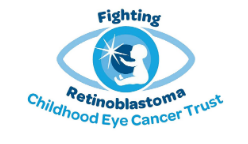 Fighting
Retinoblastoma
Childhood Eye Cancer Trust